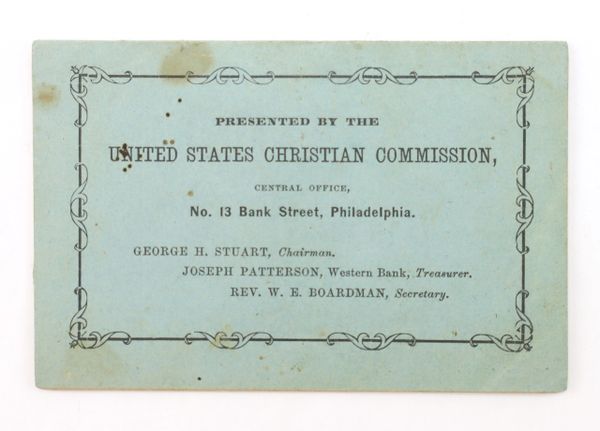 PRESENTED BY THE
UNITED STATES CHRISTIAN COMMISSION,
CENTRAL OFFICE,
No. 13 Bank Street, Philadelphia.
GEORGE H. STUART, Chairman.
JOSEPH PATTERSON, Western Bank, Treasurer.
REV. W. E. BOARDMAN, Secretary.